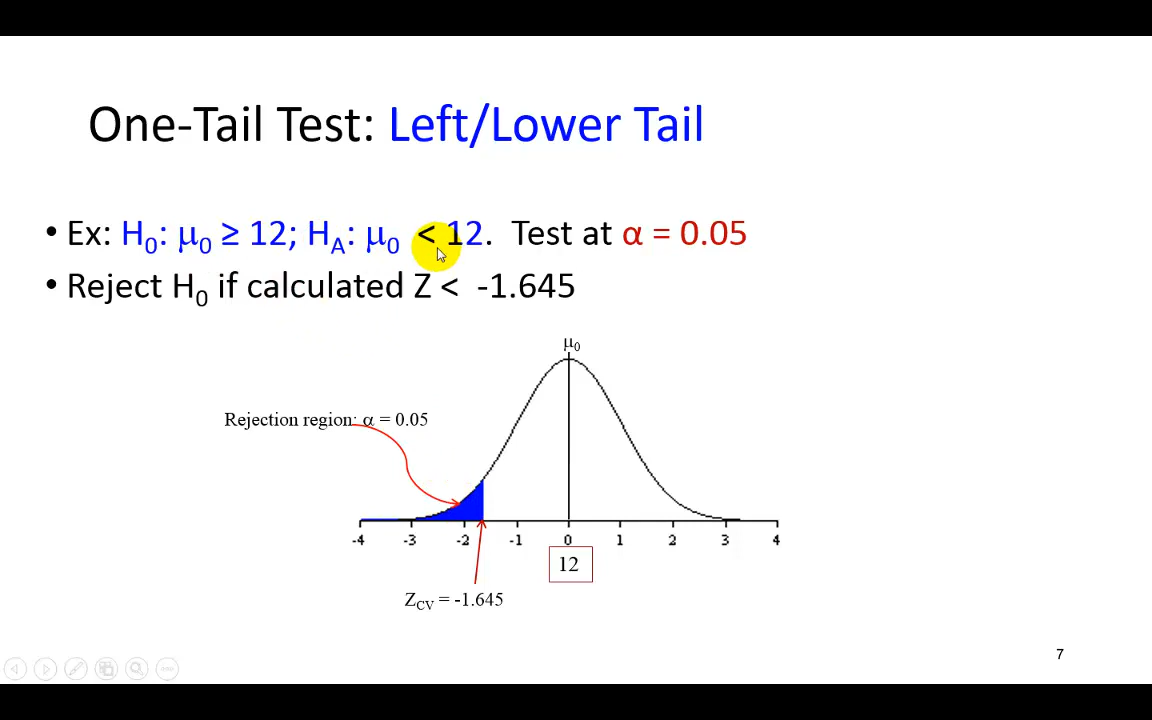 One-Tail Test: Left/Lower Tail
• Ex: H₀: μ₀ ≥ 12; H_A: μ₀ < 12. Test at α = 0.05
• Reject H₀ if calculated Z < -1.645
μ₀
Rejection region: α = 0.05
-4 -3 -2 -1 0 1 2 3 4
12
Z_CV = -1.645
7